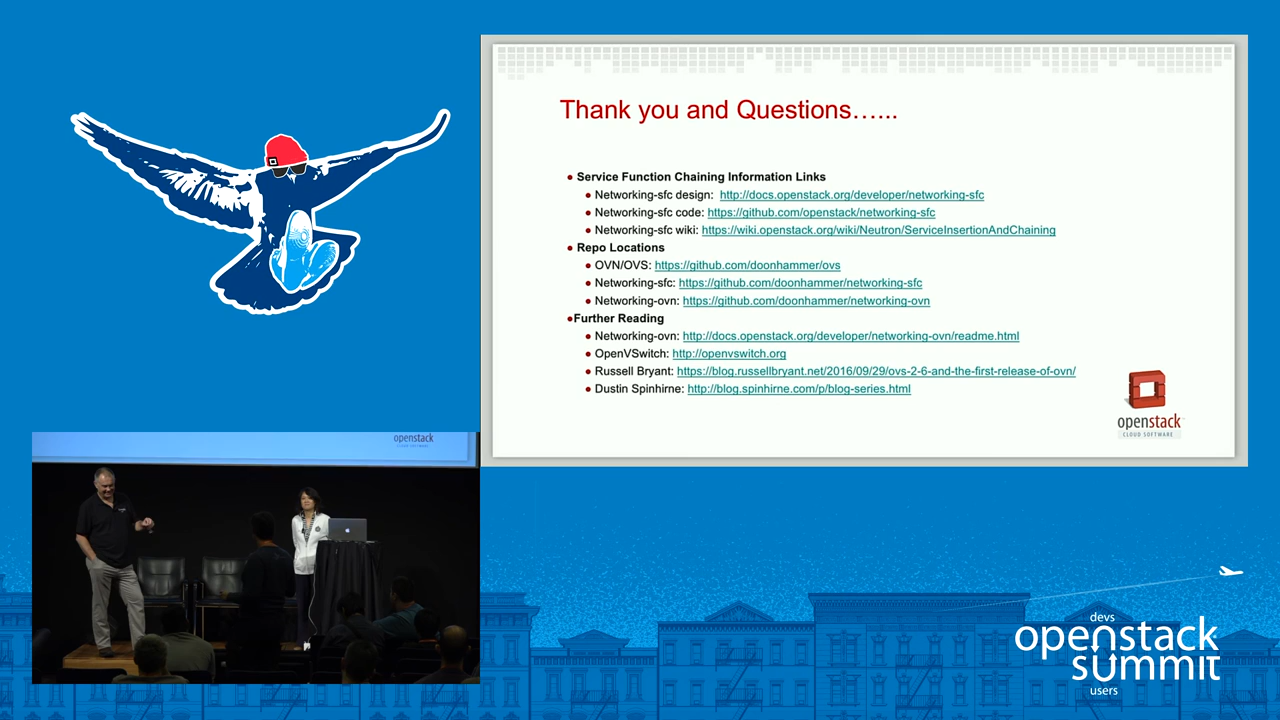 Thank you and Questions…...
● Service Function Chaining Information Links
● Networking-sfc design: http://docs.openstack.org/developer/networking-sfc
● Networking-sfc code: https://github.com/openstack/networking-sfc
● Networking-sfc wiki: https://wiki.openstack.org/wiki/Neutron/ServiceInsertionAndChaining
● Repo Locations
● OVN/OVS: https://github.com/doonhammer/ovs
● Networking-sfc: https://github.com/doonhammer/networking-sfc
● Networking-ovn: https://github.com/doonhammer/networking-ovn
●Further Reading
● Networking-ovn: http://docs.openstack.org/developer/networking-ovn/readme.html
● OpenVSwitch: http://openvswitch.org
● Russell Bryant: https://blog.russellbryant.net/2016/09/29/ovs-2-6-and-the-first-release-of-ovn/
● Dustin Spinhirne: http://blog.spinhirne.com/p/blog-series.html
openstack
CLOUD SOFTWARE
openstack
devs
openstack
summit
users